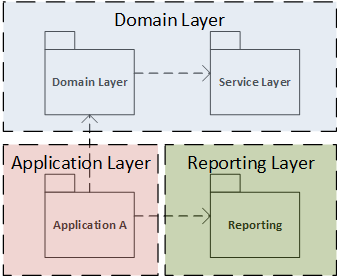 Domain Layer
Domain Layer
Service Layer
Application Layer
Reporting Layer
Application A
Reporting